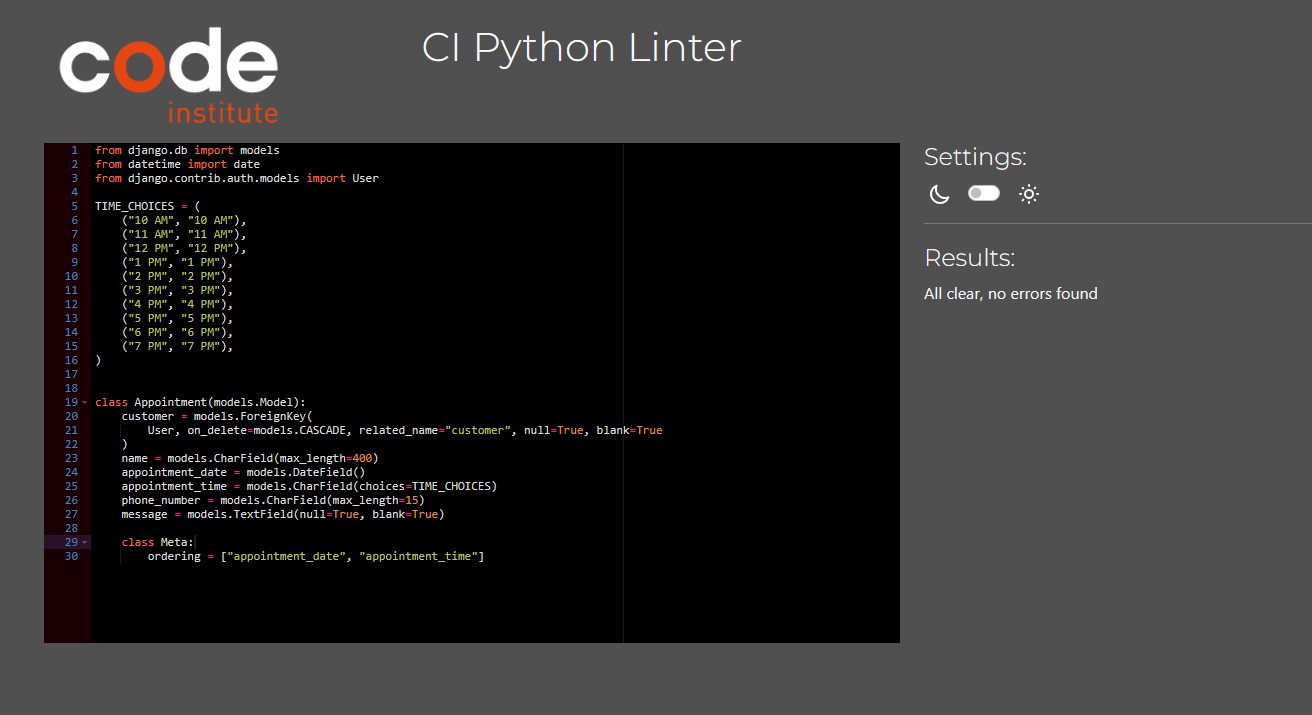 code
institute
CI Python Linter
1 from django.db import models
2 from datetime import date
3 from django.contrib.auth.models import User
4
5 TIME_CHOICES = (
6     ("10 AM", "10 AM"),
7     ("11 AM", "11 AM"),
8     ("12 PM", "12 PM"),
9     ("1 PM", "1 PM"),
10     ("2 PM", "2 PM"),
11     ("3 PM", "3 PM"),
12     ("4 PM", "4 PM"),
13     ("5 PM", "5 PM"),
14     ("6 PM", "6 PM"),
15     ("7 PM", "7 PM"),
16 )
17
18
19 class Appointment(models.Model):
20     customer = models.ForeignKey(
21         User, on_delete=models.CASCADE, related_name="customer", null=True, blank=True
22     )
23     name = models.CharField(max_length=400)
24     appointment_date = models.DateField()
25     appointment_time = models.CharField(choices=TIME_CHOICES)
26     phone_number = models.CharField(max_length=15)
27     message = models.TextField(null=True, blank=True)
28
29     class Meta:
30         ordering = ["appointment_date", "appointment_time"]
Settings:
Results:
All clear, no errors found